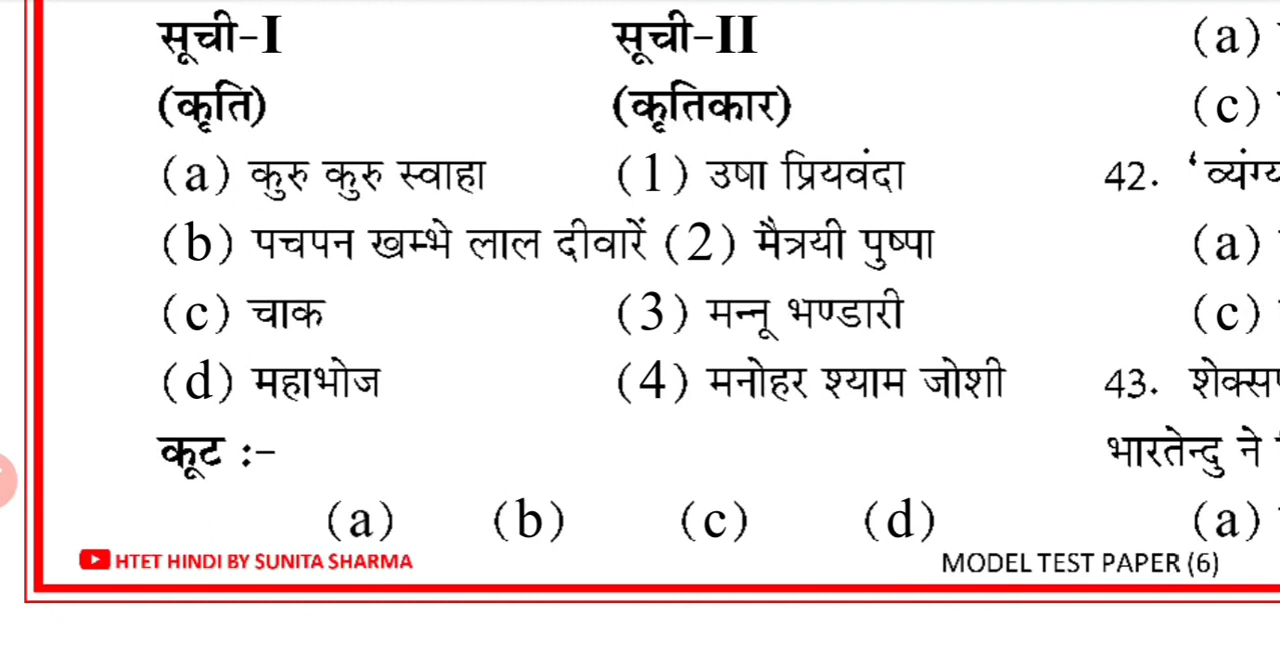 सूची-I सूची-II
(कृति) (कृतिकार)
(a) कुरु कुरु स्वाहा (1) उषा प्रियवंदा
(b) पचपन खम्भे लाल दीवारें (2) मैत्रयी पुष्पा
(c) चाक (3) मन्नू भण्डारी
(d) महाभोज (4) मनोहर श्याम जोशी
कूट :-
(a) (b) (c) (d)
HTET HINDI BY SUNITA SHARMA
MODEL TEST PAPER (6)
(a)
(c)
42. ‘व्यंग्य
(a)
(c)
43.
भारतेन्दु ने
(a)